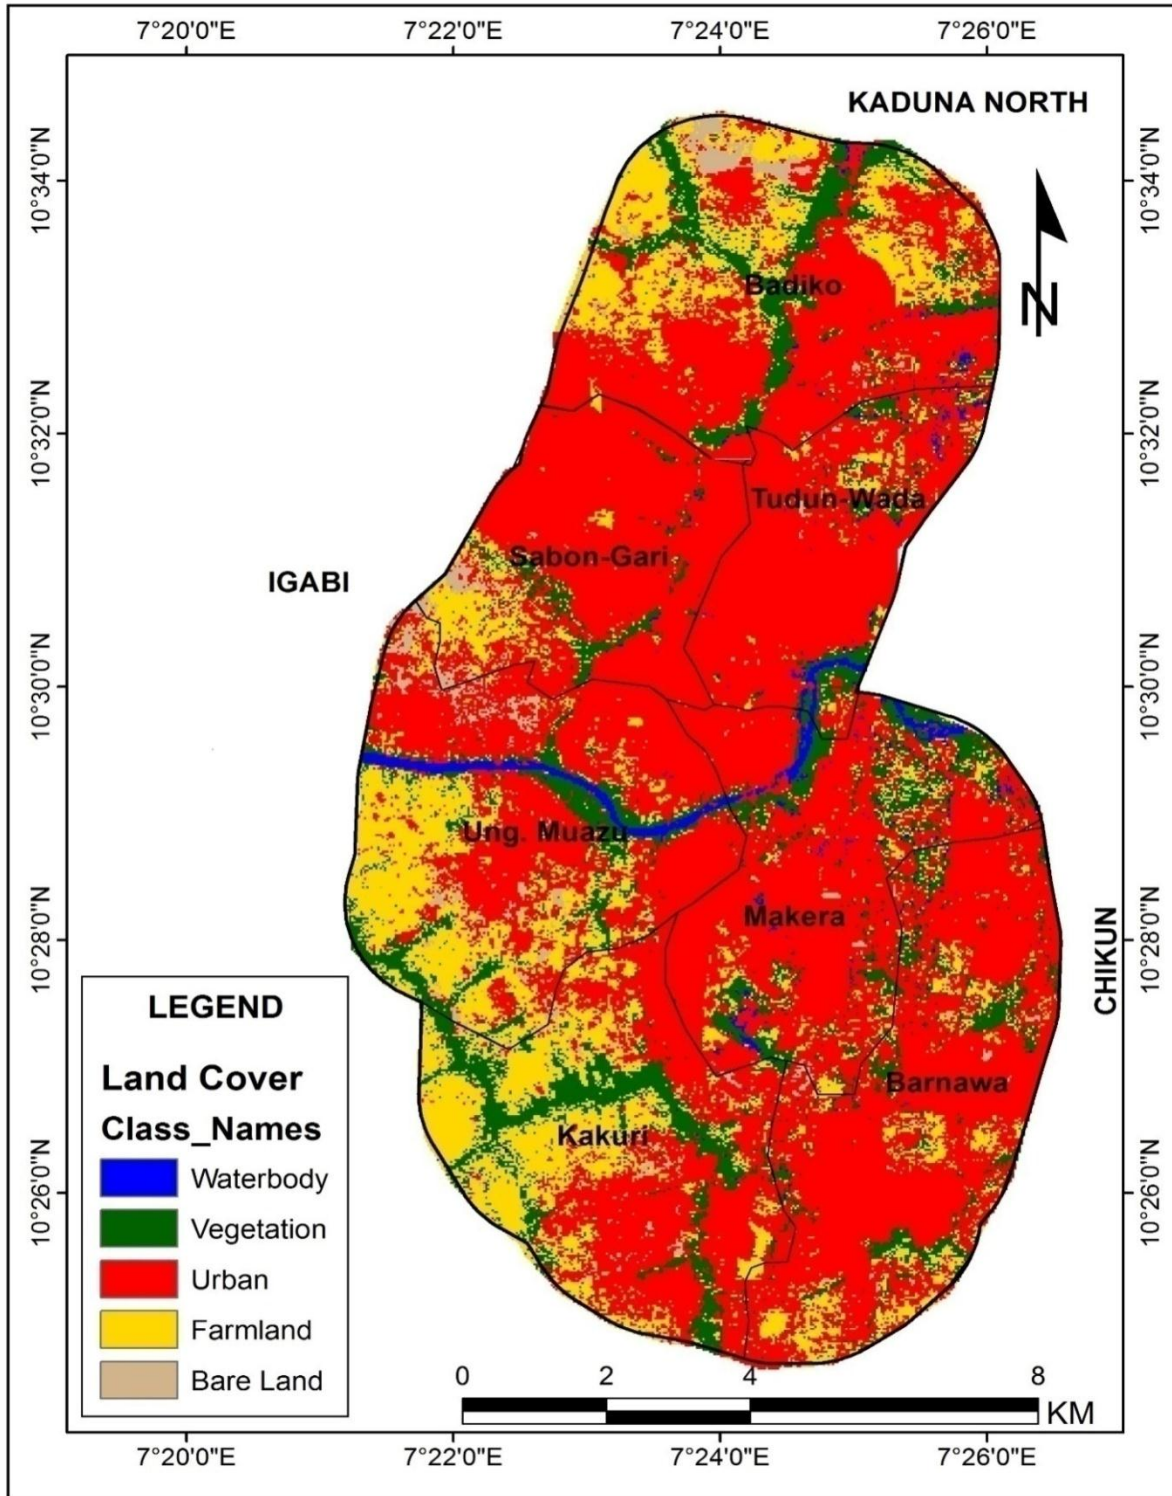 7°20'0"E 7°22'0"E 7°24'0"E 7°26'0"E
KADUNA NORTH
10°34'0"N 10°34'0"N
N
Badiko
10°32'0"N 10°32'0"N
Tudun-Wada
Sabon-Gari
IGABI
10°30'0"N 10°30'0"N
Ung. Muazu
Makera
10°28'0"N 10°28'0"N
CHIKUN
LEGEND
Land Cover
Class_Names
Waterbody
Vegetation
Urban
Farmland
Bare Land
Barnawa
Kakuri
10°26'0"N 10°26'0"N
0 2 4 8
KM
7°20'0"E 7°22'0"E 7°24'0"E 7°26'0"E